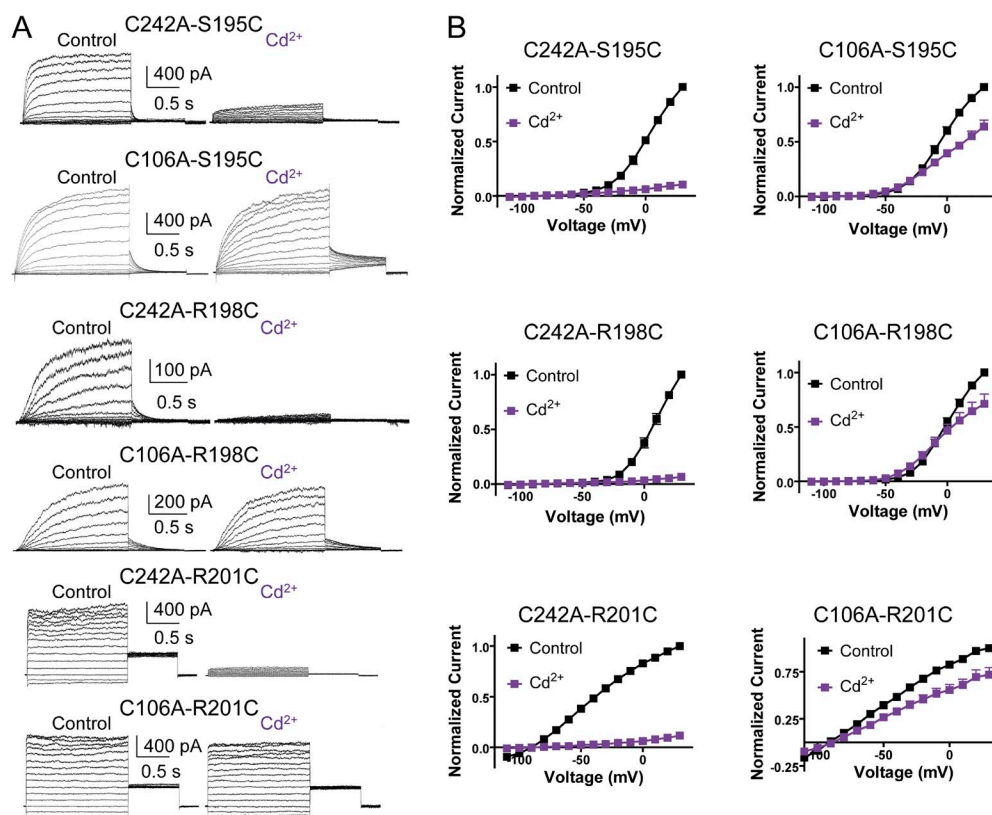 A
C242A-S195C
Control
Cd2+
400 pA
0.5 s
C106A-S195C
Control
Cd2+
400 pA
0.5 s
C242A-R198C
Control
Cd2+
100 pA
0.5 s
C106A-R198C
Control
Cd2+
200 pA
0.5 s
C242A-R201C
Control
Cd2+
400 pA
0.5 s
C106A-R201C
Control
Cd2+
400 pA
0.5 s
B
C242A-S195C
Normalized Current
1.0
0.5
0.0
Control
Cd2+
-100
-50
0
Voltage (mV)
C106A-S195C
Normalized Current
1.0
0.5
0.0
Control
Cd2+
-100
-50
0
Voltage (mV)
C242A-R198C
Normalized Current
1.0
0.5
0.0
Control
Cd2+
-100
-50
0
Voltage (mV)
C106A-R198C
Normalized Current
1.0
0.5
0.0
Control
Cd2+
-100
-50
0
Voltage (mV)
C242A-R201C
Normalized Current
1.0
0.5
0.0
Control
Cd2+
-100
-50
0
Voltage (mV)
C106A-R201C
Normalized Current
0.75
0.25
-0.25
Control
Cd2+
-50
0
Voltage (mV)